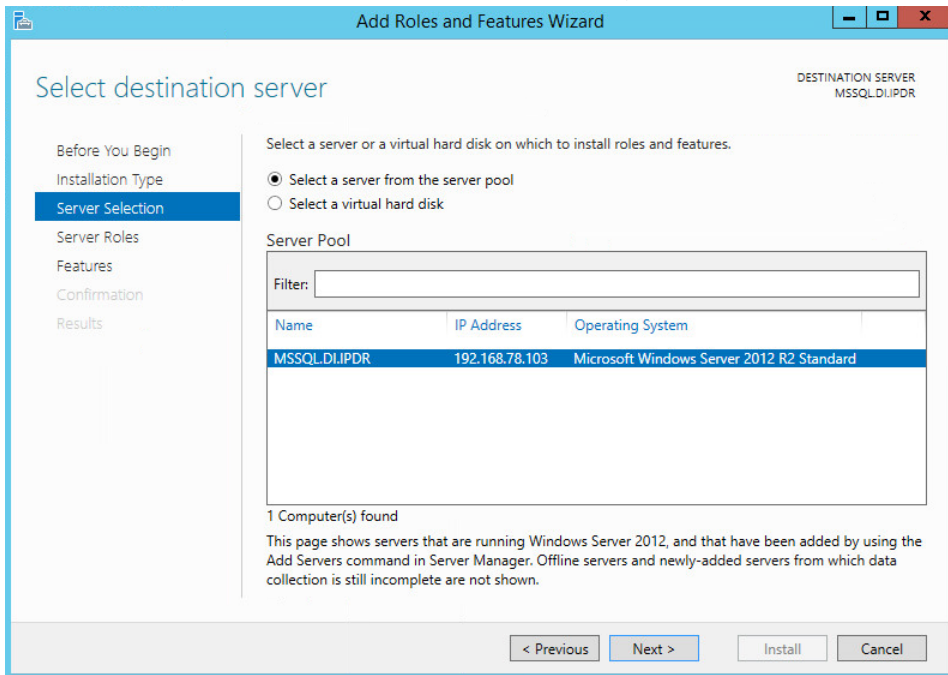 Add Roles and Features Wizard
Select destination server
DESTINATION SERVER
MSSQL.DI.IPDR
Before You Begin
Installation Type
Server Selection
Server Roles
Features
Confirmation
Results
Select a server or a virtual hard disk on which to install roles and features.
Select a server from the server pool
Select a virtual hard disk
Server Pool
Filter:
Name IP Address Operating System
MSSQL.DI.IPDR 192.168.78.103 Microsoft Windows Server 2012 R2 Standard
1 Computer(s) found
This page shows servers that are running Windows Server 2012, and that have been added by using the
Add Servers command in Server Manager. Offline servers and newly-added servers from which data
collection is still incomplete are not shown.
< Previous Next > Install Cancel